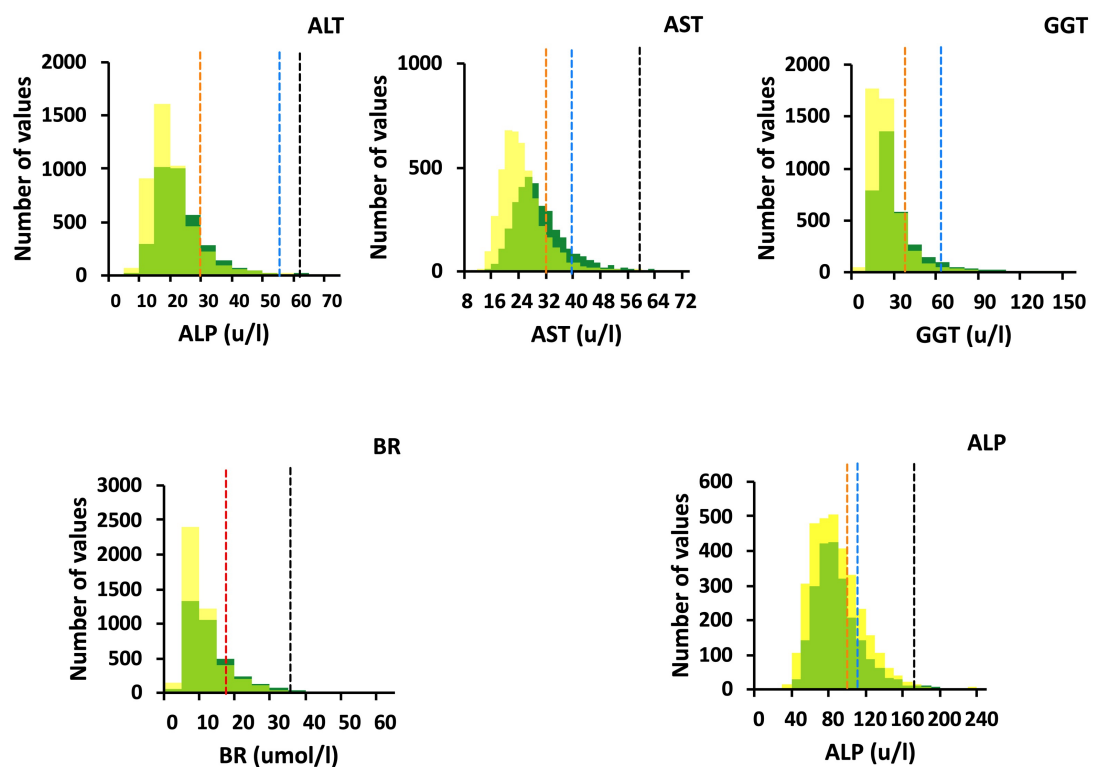 ALT
Number of values
2000
1500
1000
500
0
0 10 20 30 40 50 60 70
ALP (u/l)
AST
Number of values
1000
500
0
8 16 24 32 40 48 56 64 72
AST (u/l)
GGT
Number of values
2000
1500
1000
500
0
0 30 60 90 120 150
GGT (u/l)
BR
Number of values
3000
2500
2000
1500
1000
500
0
0 10 20 30 40 50 60
BR (umol/l)
ALP
Number of values
600
500
400
300
200
100
0
0 40 80 120 160 200 240
ALP (u/l)